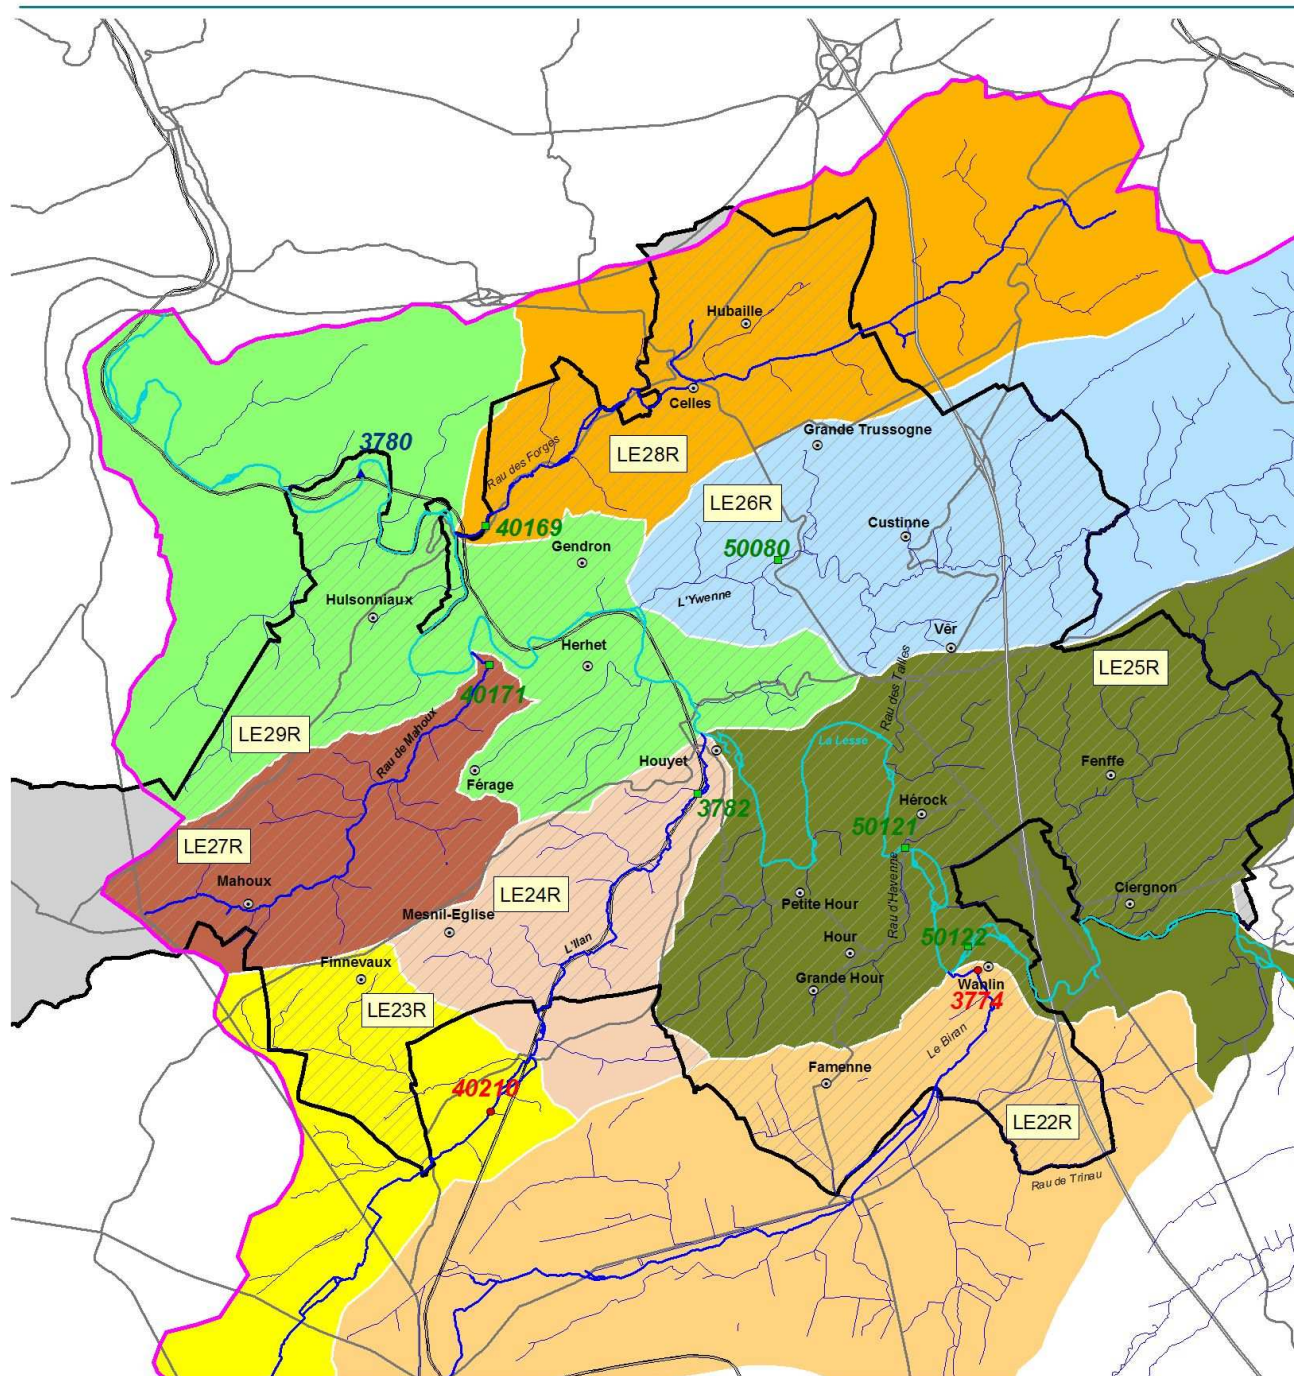 Hubaille
Celles
Grande Trussogne
3780
LE28R
Rau des Forges
LE26R
40169
Custinne
Gendron
50080
Hulsonniaux
L'Ywenne
Vêr
Herhet
LE25R
40171
Rau des Tailles
LE29R
Rau de Mahoux
La Lesse
Houyet
Fenffe
Férage
3782
Hérock
50121
LE27R
Mahoux
LE24R
Petite Hour
Rau d'Havenne
Ciergnon
Mesnil-Eglise
L'Ilan
Hour
50122
Finnevaux
Grande Hour
Wanlin
3774
LE23R
Le Biran
Famenne
40210
LE22R
Rau de Trinau